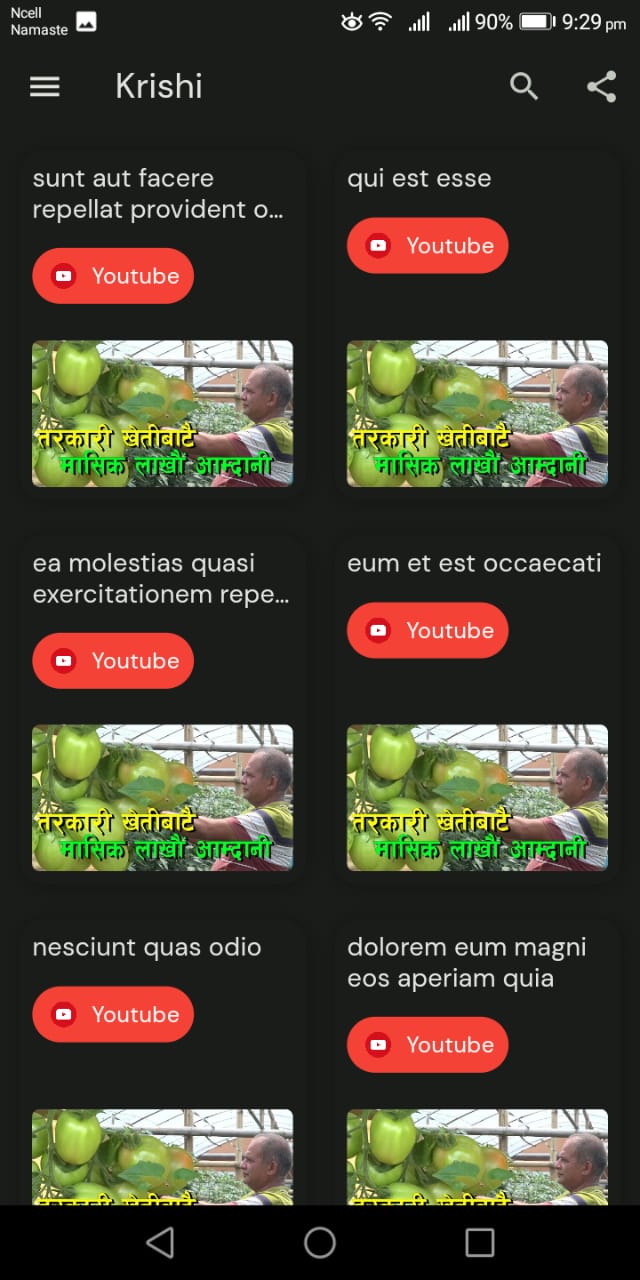 Ncell
Namaste
90% 9:29 pm
Krishi
sunt aut facere
repellat provident o...
Youtube
तरकारी खेतीबाटै
मासिक लाखौं आम्दानी
qui est esse
Youtube
तरकारी खेतीबाटै
मासिक लाखौं आम्दानी
ea molestias quasi
exercitationem repe...
Youtube
तरकारी खेतीबाटै
मासिक लाखौं आम्दानी
eum et est occaecati
Youtube
तरकारी खेतीबाटै
मासिक लाखौं आम्दानी
nesciunt quas odio
Youtube
तरकारी खेतीबाटै
dolorem eum magni
eos aperiam quia
Youtube
तरकारी खेतीबाटै